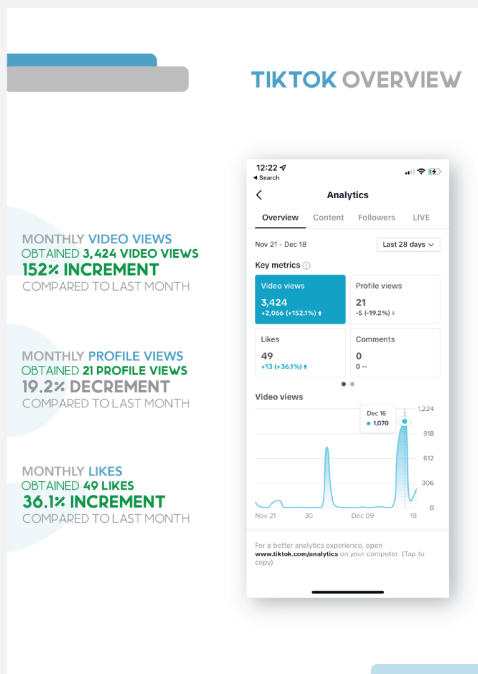 TIKTOK OVERVIEW
MONTHLY VIDEO VIEWS
OBTAINED 3,424 VIDEO VIEWS
152% INCREMENT
COMPARED TO LAST MONTH
MONTHLY PROFILE VIEWS
OBTAINED 21 PROFILE VIEWS
19.2% DECREMENT
COMPARED TO LAST MONTH
MONTHLY LIKES
OBTAINED 49 LIKES
36.1% INCREMENT
COMPARED TO LAST MONTH
12:22
◄ Search
Analytics
Overview Content Followers LIVE
Nov 21 - Dec 18 Last 28 days
Key metrics
Video views
3,424
+2,066 (+152.1%)
Profile views
21
-5 (-19.2%)
Likes
49
+13 (+36.1%)
Comments
0
0 --
Video views
Dec 16
1,070
1,224
918
612
306
0
Nov 21 30 Dec 09 18
For a better analytics experience, open
www.tiktok.com/analytics on your computer. (Tap to
copy)